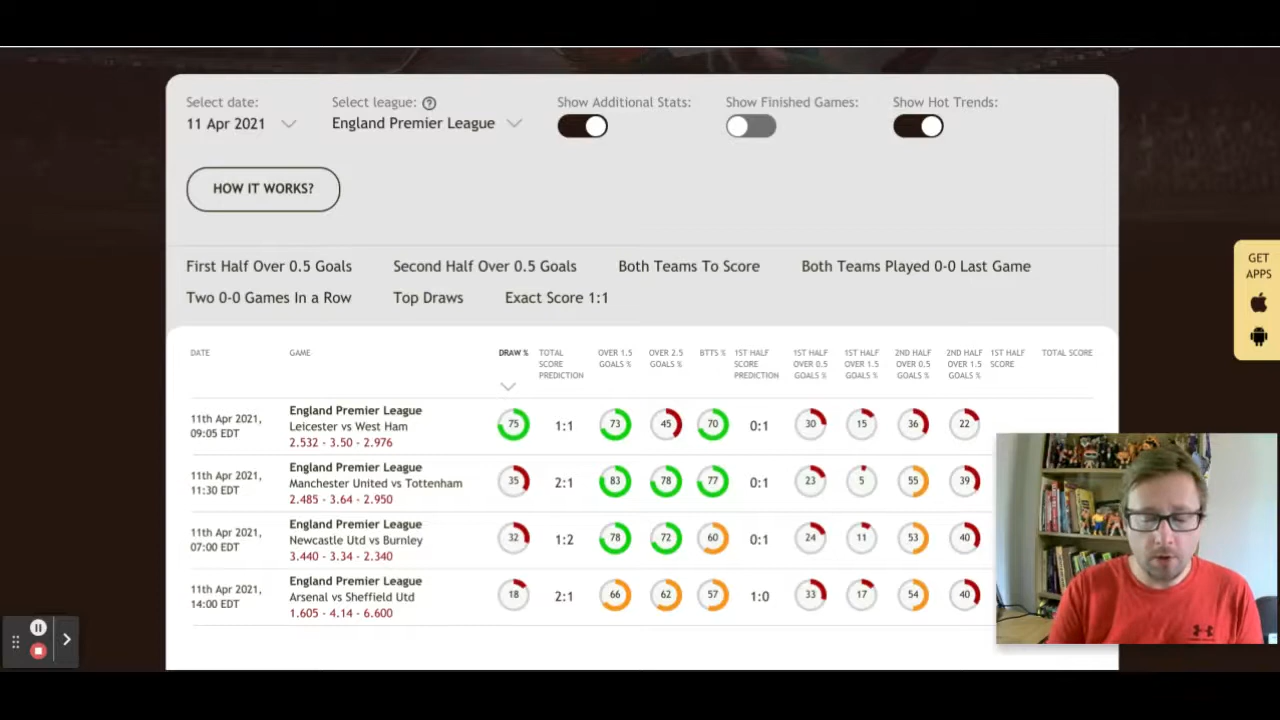 Select date:
Select league: ?
Show Additional Stats:
Show Finished Games:
Show Hot Trends:
11 Apr 2021
England Premier League
HOW IT WORKS?
First Half Over 0.5 Goals
Second Half Over 0.5 Goals
Both Teams To Score
Both Teams Played 0-0 Last Game
Two 0-0 Games In a Row
Top Draws
Exact Score 1:1
GET
APPS
DATE
GAME
DRAW %
TOTAL
SCORE
PREDICTION
OVER 1.5
GOALS %
OVER 2.5
GOALS %
BTTS %
1ST HALF
SCORE
PREDICTION
1ST HALF
OVER 0.5
GOALS %
1ST HALF
OVER 1.5
GOALS %
2ND HALF
OVER 0.5
GOALS %
2ND HALF
OVER 1.5
GOALS %
1ST HALF
SCORE
TOTAL SCORE
11th Apr 2021,
09:05 EDT
England Premier League
Leicester vs West Ham
2.532 - 3.50 - 2.976
75 1:1 73 45 70 0:1 30 15 36 22
11th Apr 2021,
11:30 EDT
England Premier League
Manchester United vs Tottenham
2.485 - 3.64 - 2.950
35 2:1 83 78 77 0:1 23 5 55 39
11th Apr 2021,
07:00 EDT
England Premier League
Newcastle Utd vs Burnley
3.440 - 3.34 - 2.340
32 1:2 78 72 60 0:1 24 11 53 40
11th Apr 2021,
14:00 EDT
England Premier League
Arsenal vs Sheffield Utd
1.605 - 4.14 - 6.600
18 2:1 66 62 57 1:0 33 17 54 40